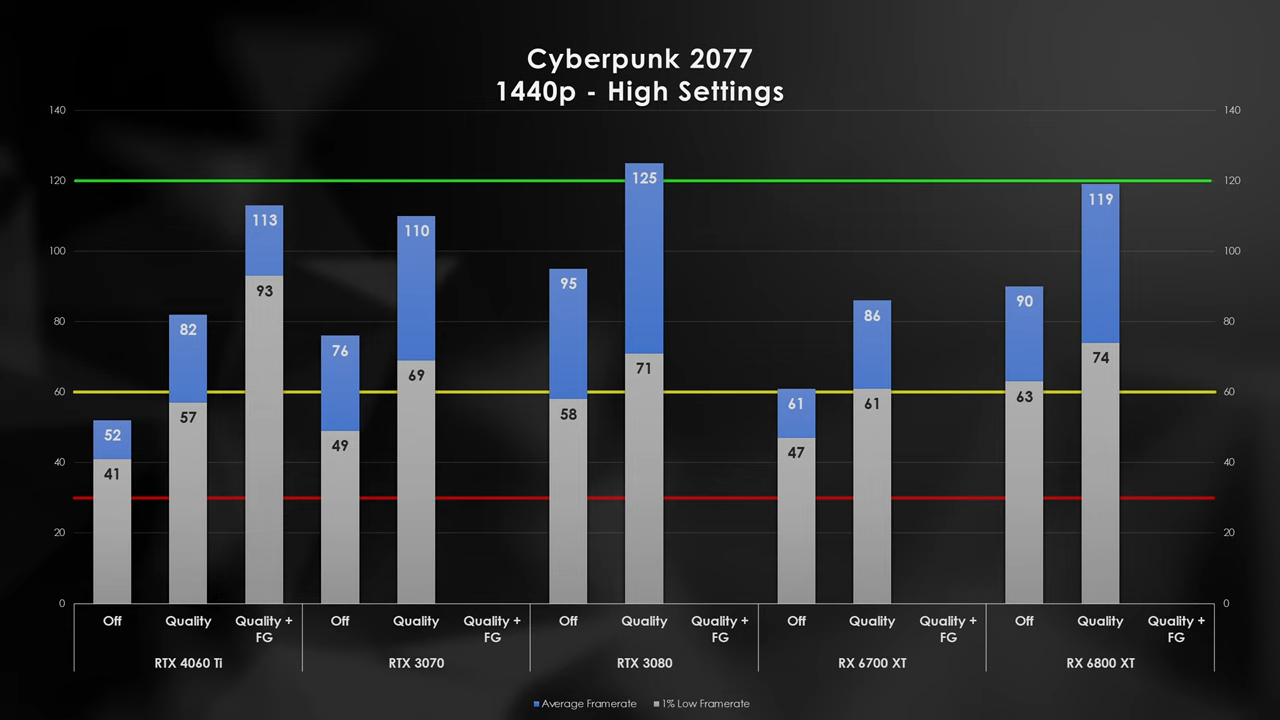 Cyberpunk 2077
1440p - High Settings
140 140
120 120
100 100
80 80
60 60
40 40
20 20
0 0
52 41 82 57 113 93
76 49 110 69
95 58 125 71
61 47 86 61
90 63 119 74
Off Quality Quality + FG Off Quality Quality + FG Off Quality Quality + FG Off Quality Quality + FG Off Quality Quality + FG
RTX 4060 Ti RTX 3070 RTX 3080 RX 6700 XT RX 6800 XT
Average Framerate 1% Low Framerate